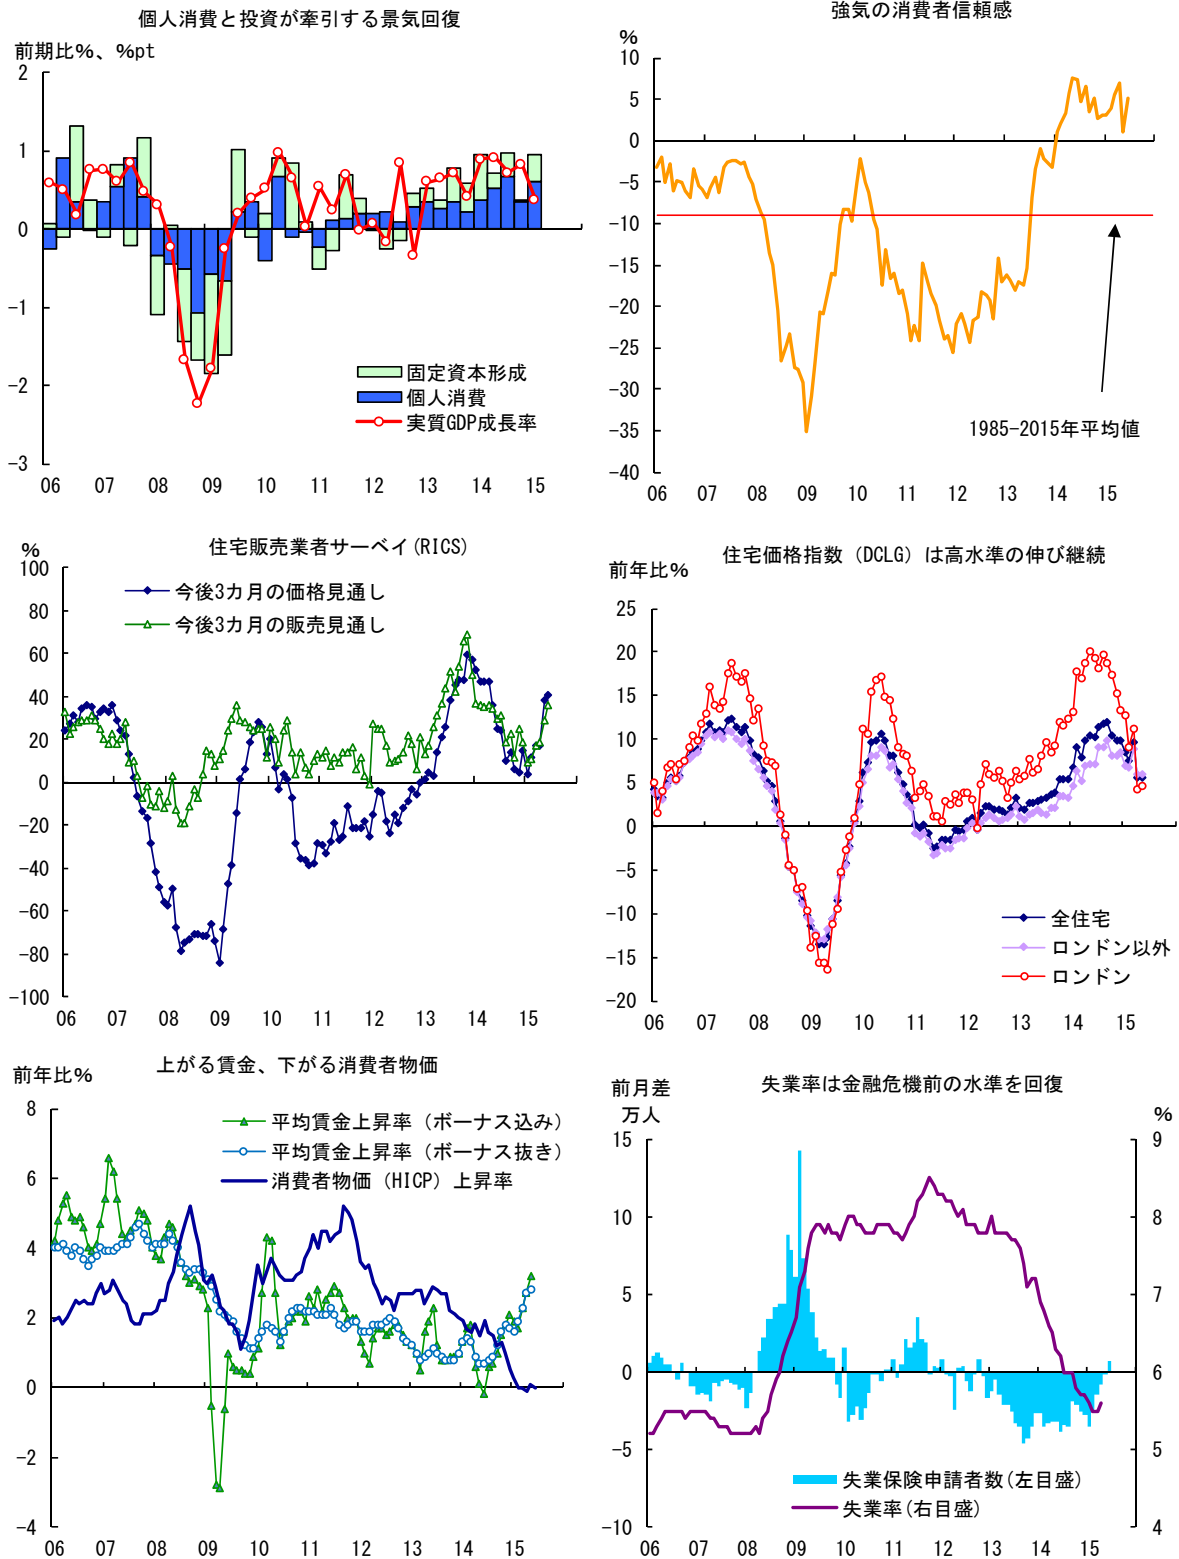 個人消費と投資が牽引する景気回復
前期比%、%pt
2
1
0
-1
-2
-3
固定資本形成
個人消費
実質GDP成長率
06 07 08 09 10 11 12 13 14 15
強気の消費者信頼感
%
10
5
0
-5
-10
-15
-20
-25
-30
-35
-40
1985-2015年平均値
06 07 08 09 10 11 12 13 14 15
住宅販売業者サーベイ(RICS)
%
100
80
60
40
20
0
-20
-40
-60
-80
-100
今後3カ月の価格見通し
今後3カ月の販売見通し
06 07 08 09 10 11 12 13 14 15
住宅価格指数（DCLG）は高水準の伸び継続
前年比%
25
20
15
10
5
0
-5
-10
-15
-20
全住宅
ロンドン以外
ロンドン
06 07 08 09 10 11 12 13 14 15
上がる賃金、下がる消費者物価
前年比%
8
6
4
2
0
-2
-4
平均賃金上昇率（ボーナス込み）
平均賃金上昇率（ボーナス抜き）
消費者物価（HICP）上昇率
06 07 08 09 10 11 12 13 14 15
失業率は金融危機前の水準を回復
前月差
万人
%
15
10
5
0
-5
-10
9
8
7
6
5
4
失業保険申請者数(左目盛)
失業率(右目盛)
06 07 08 09 10 11 12 13 14 15